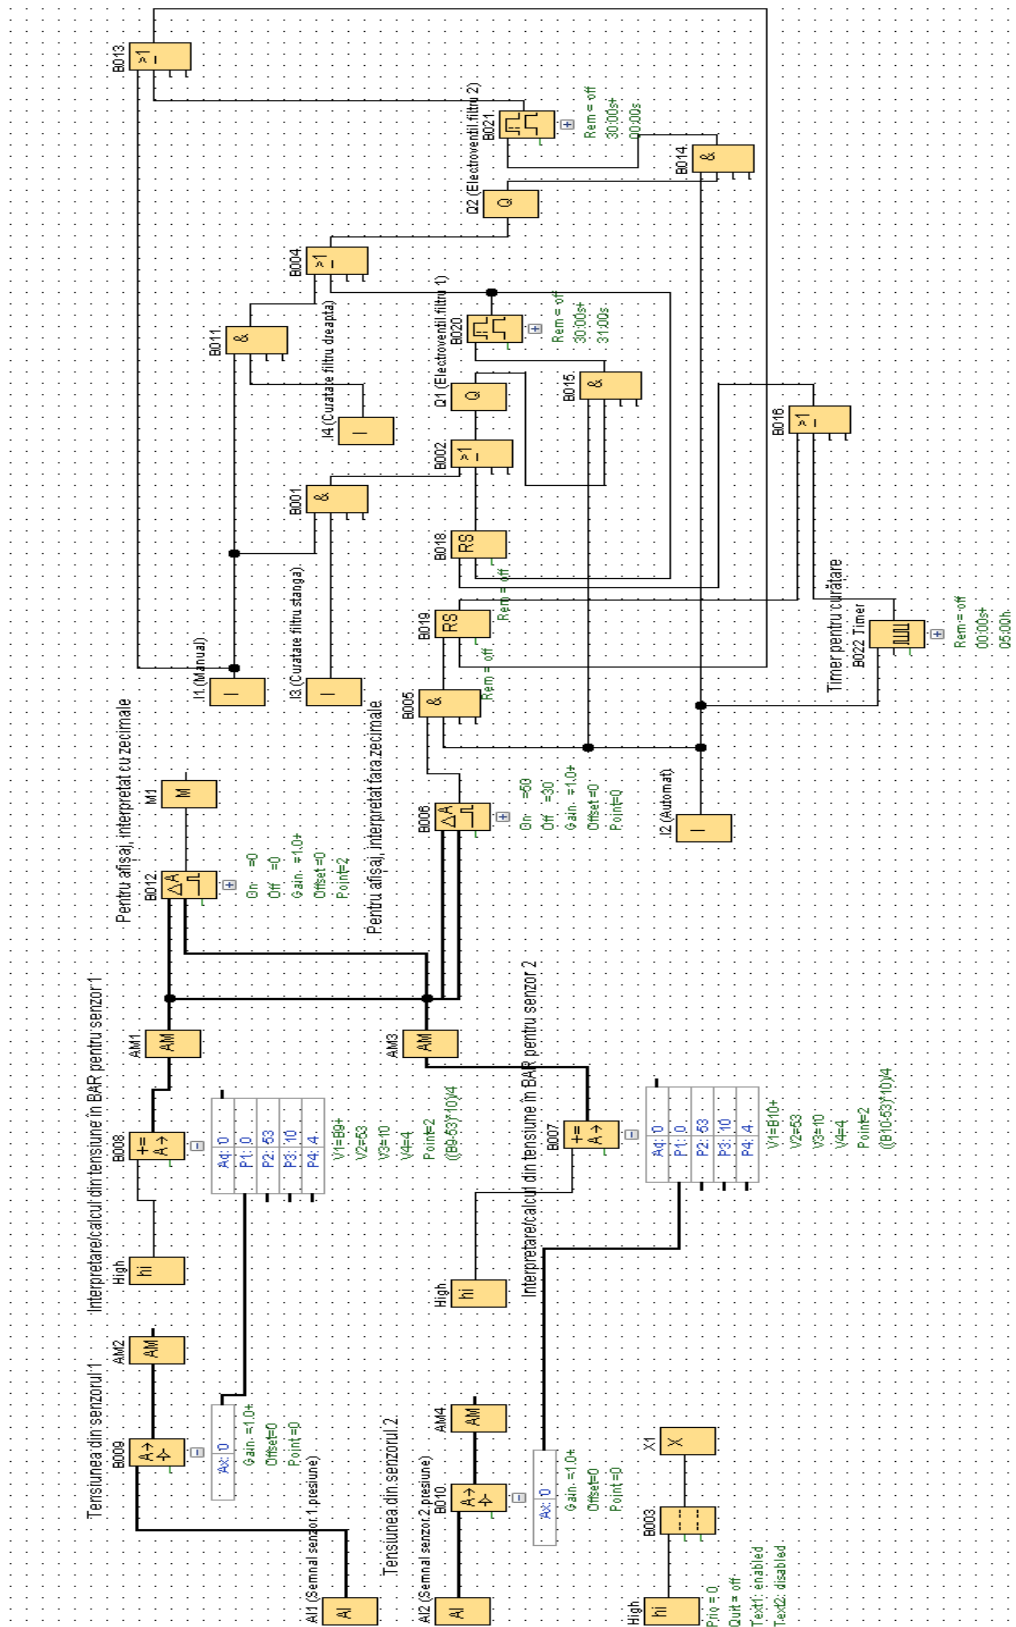 Tensiunea din senzorul 1
B009
A→
AM2
AM
Ax: 0
Gain =1.0+
Offset=0
Point=0
AI1 (Semnal senzor 1 presiune)
AI
Interpretare/calcul din tensiune în BAR pentru senzor 1
High
hi
B008
+=
A→
Aq: 0
P1: 0
P2: 53
P3: 10
P4: 4
V1=B9+
V2=53
V3=10
V4=4
Point=2
((B9-53)*10)/4
AM1
AM
Tensiunea din senzorul 2
AI2 (Semnal senzor 2 presiune)
AI
B010
A→
AM4
AM
Ax: 0
Gain =1.0+
Offset=0
Point=0
High
hi
Interpretare/calcul din tensiune în BAR pentru senzor 2
B007
+=
A→
Aq: 0
P1: 0
P2: 53
P3: 10
P4: 4
V1=B10+
V2=53
V3=10
V4=4
Point=2
((B10-53)*10)/4
AM3
AM
High
hi
Prio = 0
Quit = off
Text1: enabled
Text2: disabled
B003
X1
X
Pentru afișaj, interpretat cu zecimale
B012
ΔA
On =0
Off =0
Gain =1.0+
Offset=0
Point=2
M1
M
Pentru afișaj, interpretat fara zecimale
B006
ΔA
On =50
Off =30
Gain =1.0+
Offset=0
Point=0
I1 (Manual)
I
I3 (Curatare filtru stanga)
I
I2 (Automat)
I
B005
&
B019
RS
Rem = off
B018
RS
Rem = off
B001
&
B002
≥1
Q1 (Electroventil filtru 1)
Q
I4 (Curatare filtru dreapta)
I
B011
&
B004
≥1
B020
Rem = off
30:00s+
31:00s
B015
&
Q2 (Electroventil filtru 2)
Q
B021
Rem = off
30:00s+
00:00s
B014
&
B013
≥1
B016
≥1
Timer pentru curățare
B022 Timer
Rem = off
00:00s+
05:00h